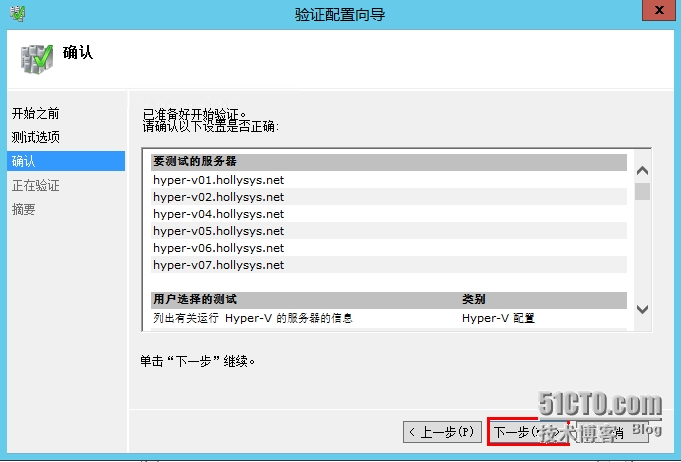 验证配置向导
x
确认
开始之前
测试选项
确认
正在验证
摘要
已准备好开始验证。
请确认以下设置是否正确:
要测试的服务器
hyper-v01.hollysys.net
hyper-v02.hollysys.net
hyper-v04.hollysys.net
hyper-v05.hollysys.net
hyper-v06.hollysys.net
hyper-v07.hollysys.net
用户选择的测试 类别
列出有关运行 Hyper-V 的服务器的信息 Hyper-V 配置
单击“下一步”继续。
< 上一步(P) 下一步( 消
51CTO.com
技术博客 Blog